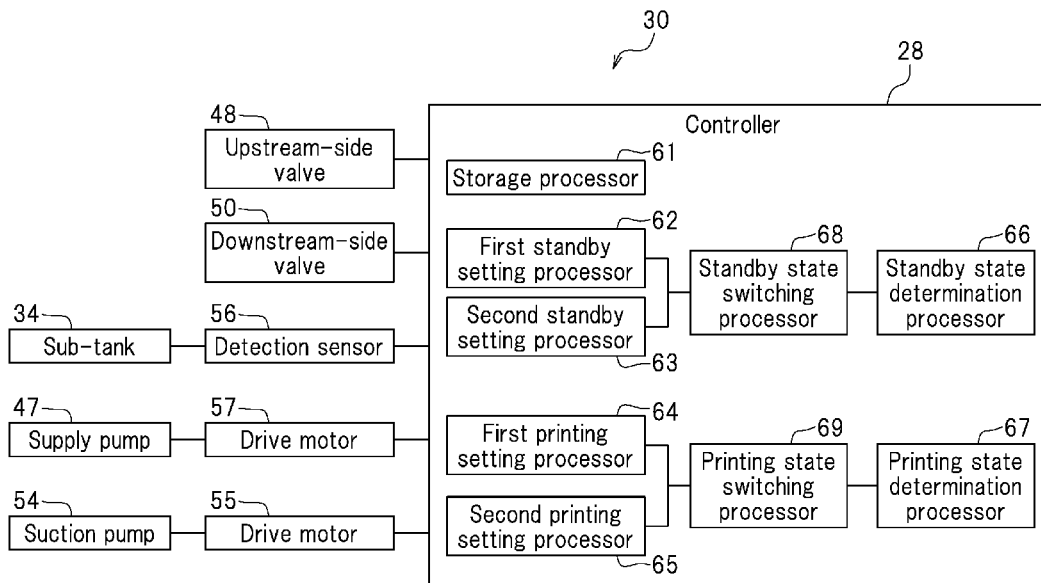 30
28
Controller
48
Upstream-side
valve
50
Downstream-side
valve
34
Sub-tank
56
Detection sensor
47
Supply pump
57
Drive motor
54
Suction pump
55
Drive motor
61
Storage processor
62
First standby
setting processor
Second standby
setting processor
63
68
Standby state
switching
processor
66
Standby state
determination
processor
64
First printing
setting processor
Second printing
setting processor
65
69
Printing state
switching
processor
67
Printing state
determination
processor